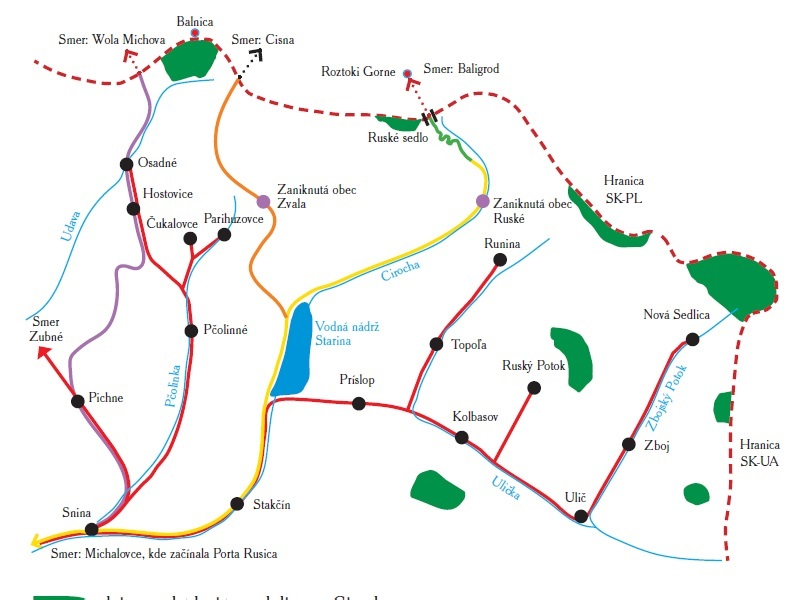 Balnica
Smer: Wola Michova
Smer: Cisna
Roztoki Gorne
Smer: Baligrod
Ruské sedlo
Osadné
Hostovice
Hranica
SK-PL
Zaniknutá obec
Zvala
Zaniknutá obec
Ruské
Čukalovce
Parihuzovce
Udava
Runina
Cirocha
Smer
Zubné
Pčolinné
Vodná nádrž
Starina
Nová Sedlica
Topoľa
Ruský Potok
Príslop
Pčolinka
Pichne
Kolbasov
Zbojský Potok
Zboj
Hranica
SK-UA
Ulička
Ulič
Stakčín
Snina
Smer: Michalovce, kde začínala Porta Rusica